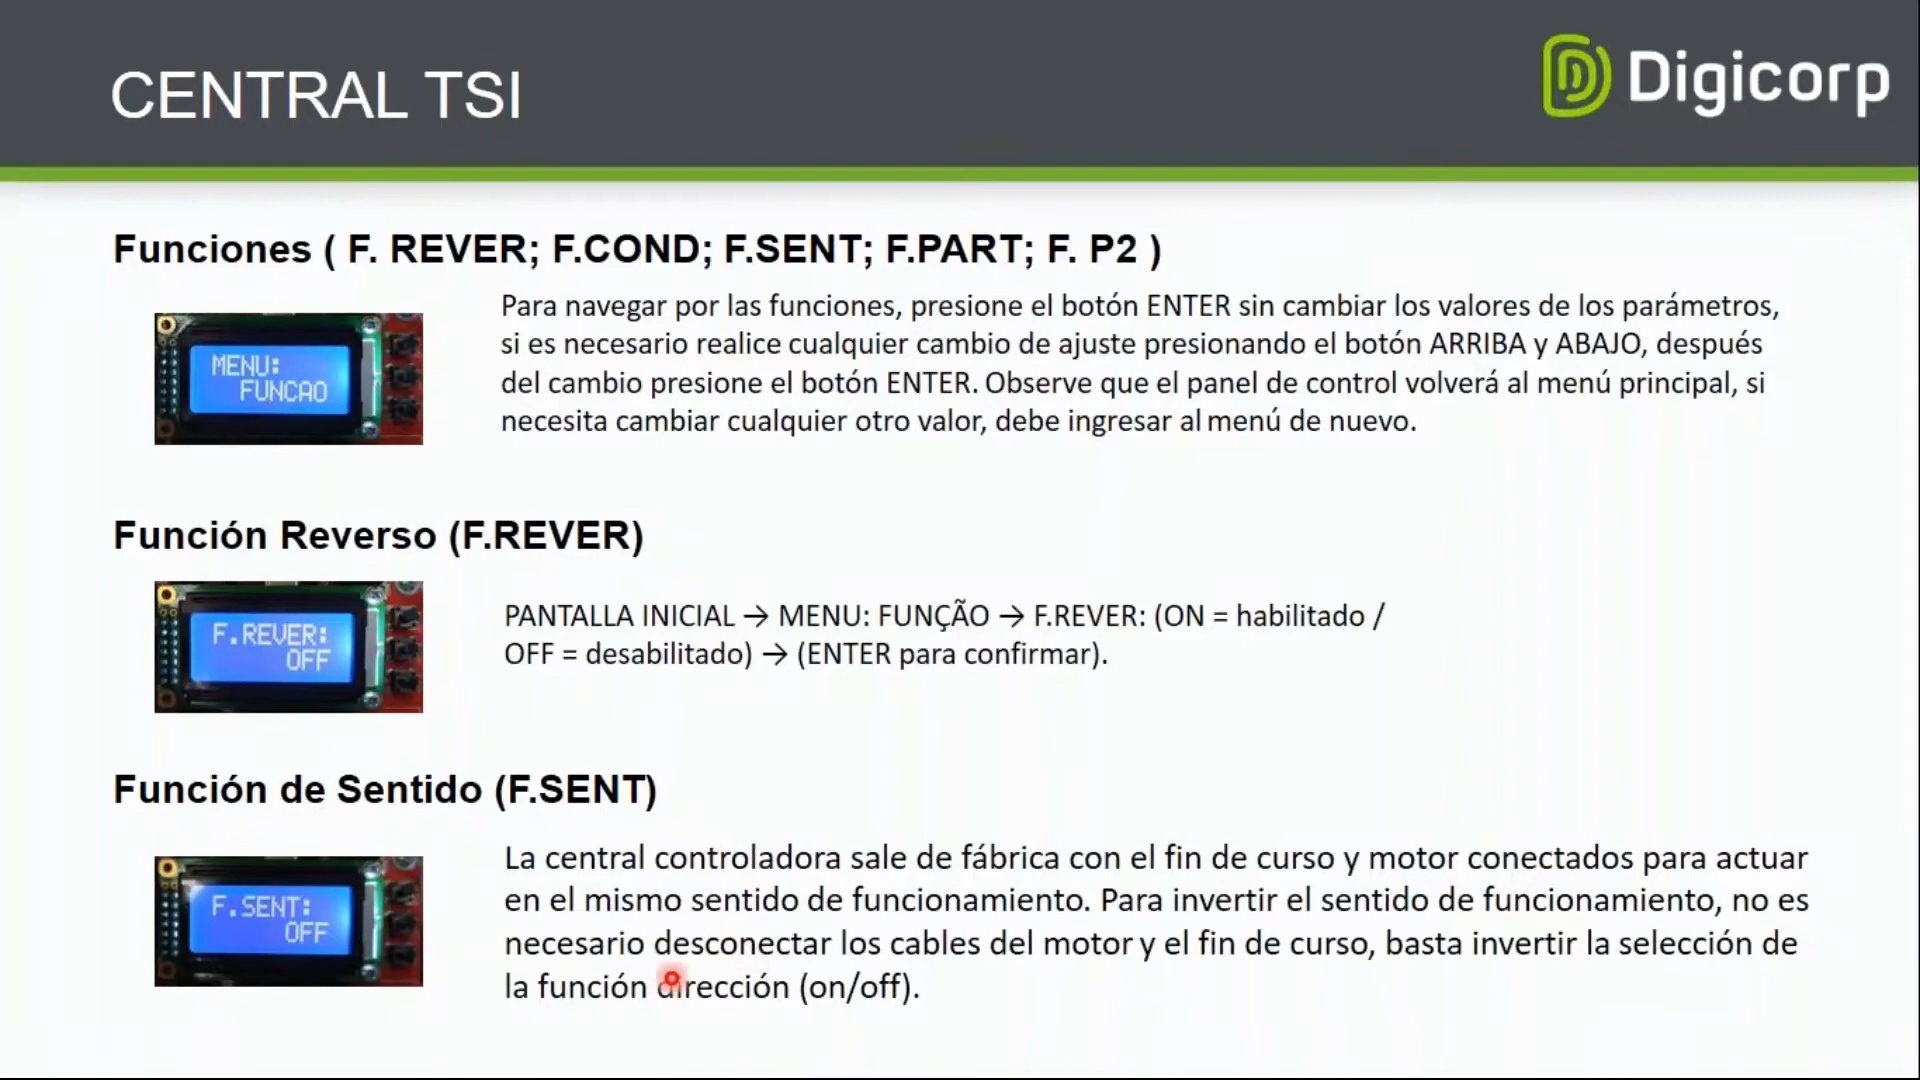 CENTRAL TSI
Digicorp
Funciones ( F. REVER; F.COND; F.SENT; F.PART; F. P2 )
MENU:
FUNCAO
Para navegar por las funciones, presione el botón ENTER sin cambiar los valores de los parámetros,
si es necesario realice cualquier cambio de ajuste presionando el botón ARRIBA y ABAJO, después
del cambio presione el botón ENTER. Observe que el panel de control volverá al menú principal, si
necesita cambiar cualquier otro valor, debe ingresar al menú de nuevo.
Función Reverso (F.REVER)
F.REVER:
OFF
PANTALLA INICIAL → MENU: FUNÇÃO → F.REVER: (ON = habilitado /
OFF = desabilitado) → (ENTER para confirmar).
Función de Sentido (F.SENT)
F.SENT:
OFF
La central controladora sale de fábrica con el fin de curso y motor conectados para actuar
en el mismo sentido de funcionamiento. Para invertir el sentido de funcionamiento, no es
necesario desconectar los cables del motor y el fin de curso, basta invertir la selección de
la función dirección (on/off).